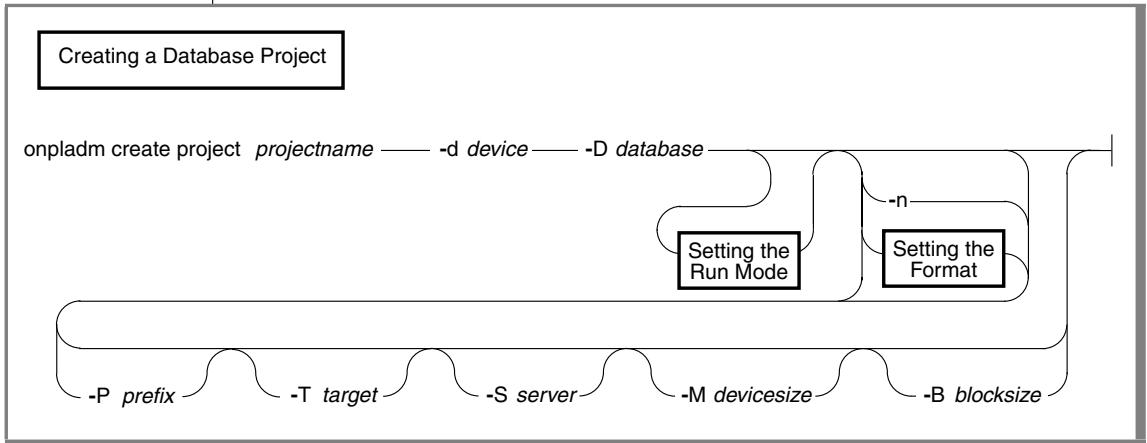 Creating a Database Project
onpladm create project projectname -d device -D database
-n
Setting the
Run Mode
Setting the
Format
-P prefix -T target -S server -M devicesize -B blocksize